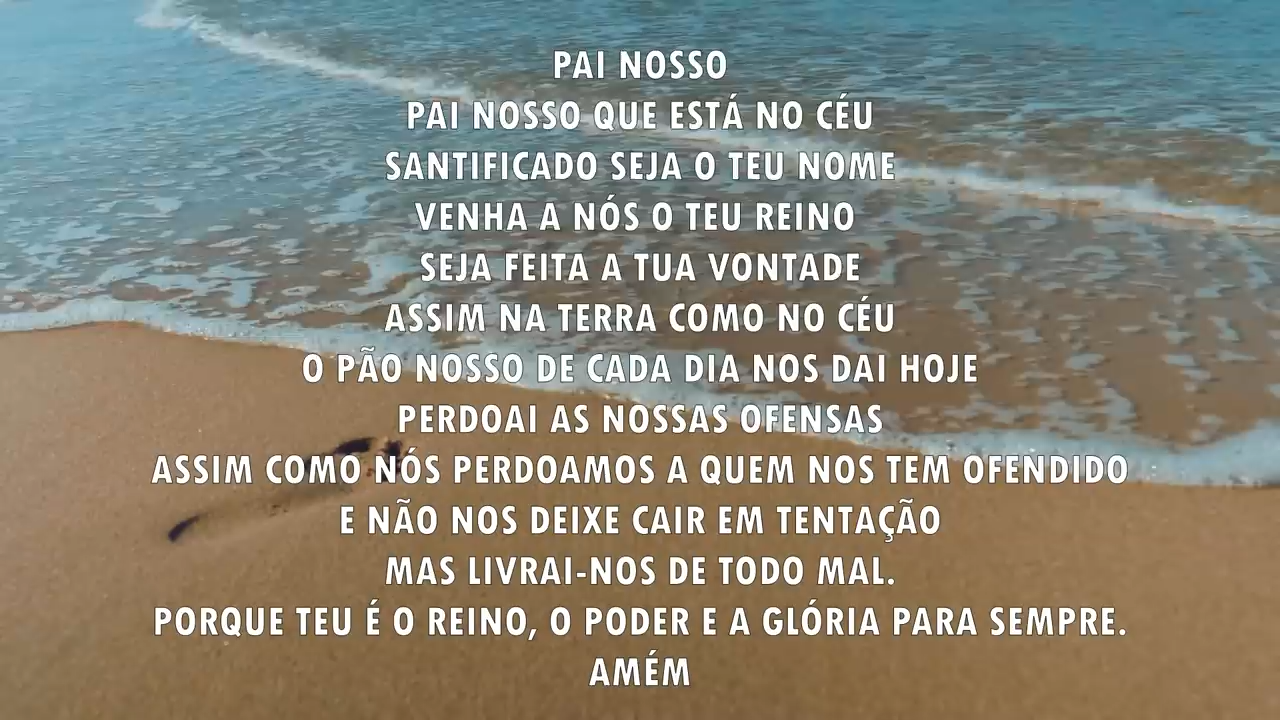 PAI NOSSO
PAI NOSSO QUE ESTÁ NO CÉU
SANTIFICADO SEJA O TEU NOME
VENHA A NÓS O TEU REINO
SEJA FEITA A TUA VONTADE
ASSIM NA TERRA COMO NO CÉU
O PÃO NOSSO DE CADA DIA NOS DAI HOJE
PERDOAI AS NOSSAS OFENSAS
ASSIM COMO NÓS PERDOAMOS A QUEM NOS TEM OFENDIDO
E NÃO NOS DEIXE CAIR EM TENTAÇÃO
MAS LIVRAI-NOS DE TODO MAL.
PORQUE TEU É O REINO, O PODER E A GLÓRIA PARA SEMPRE.
AMÉM